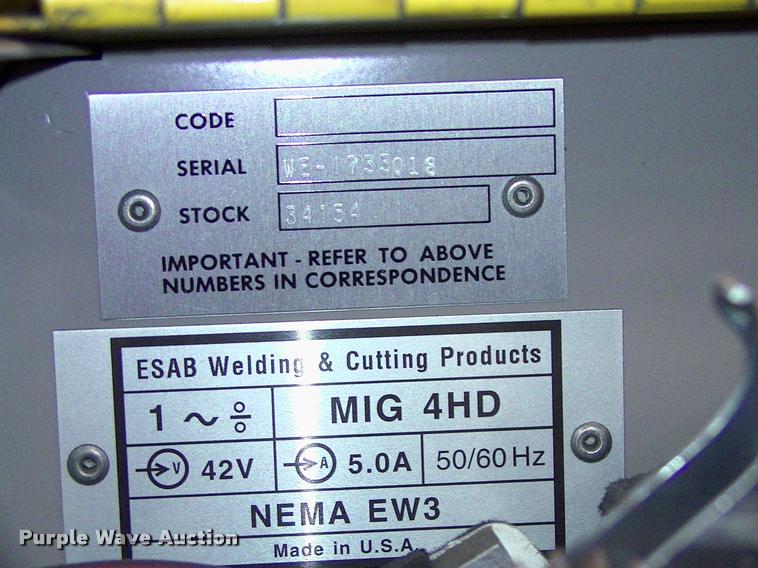 CODE
SERIAL WE-1733018
STOCK 34154
IMPORTANT - REFER TO ABOVE
NUMBERS IN CORRESPONDENCE
ESAB Welding & Cutting Products
1 MIG 4HD
V 42V A 5.0A 50/60 Hz
NEMA EW3
Made in U.S.A.
Purple Wave Auction